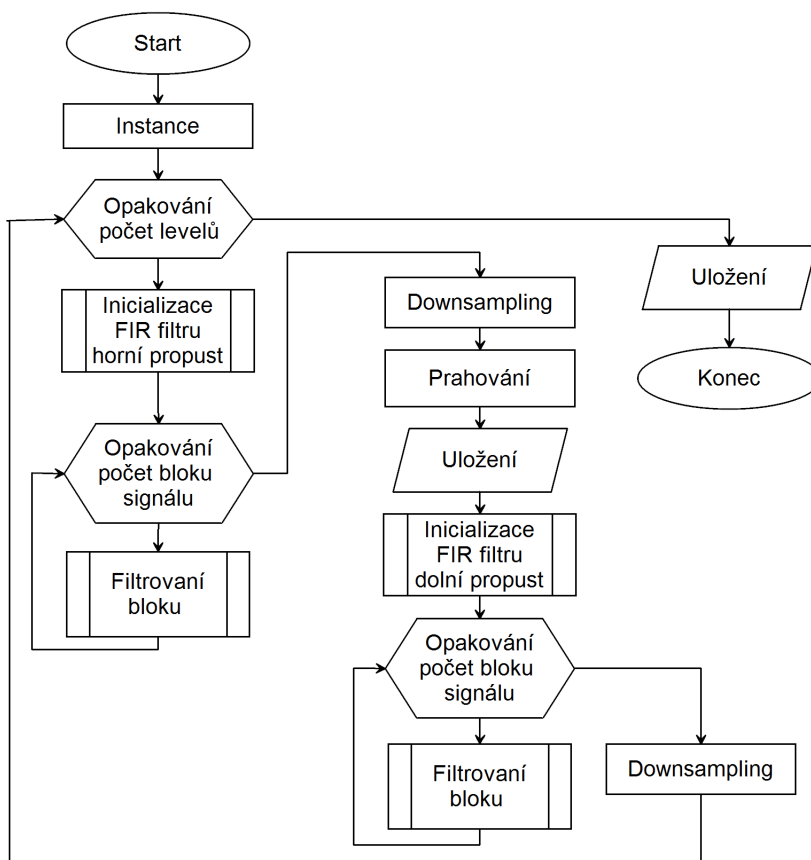 Start
Instance
Opakování
počet levelů
Inicializace
FIR filtru
horní propust
Opakování
počet bloku
signálu
Filtrovaní
bloku
Downsampling
Prahování
Uložení
Inicializace
FIR filtru
dolní propust
Opakování
počet bloku
signálu
Filtrovaní
bloku
Downsampling
Uložení
Konec